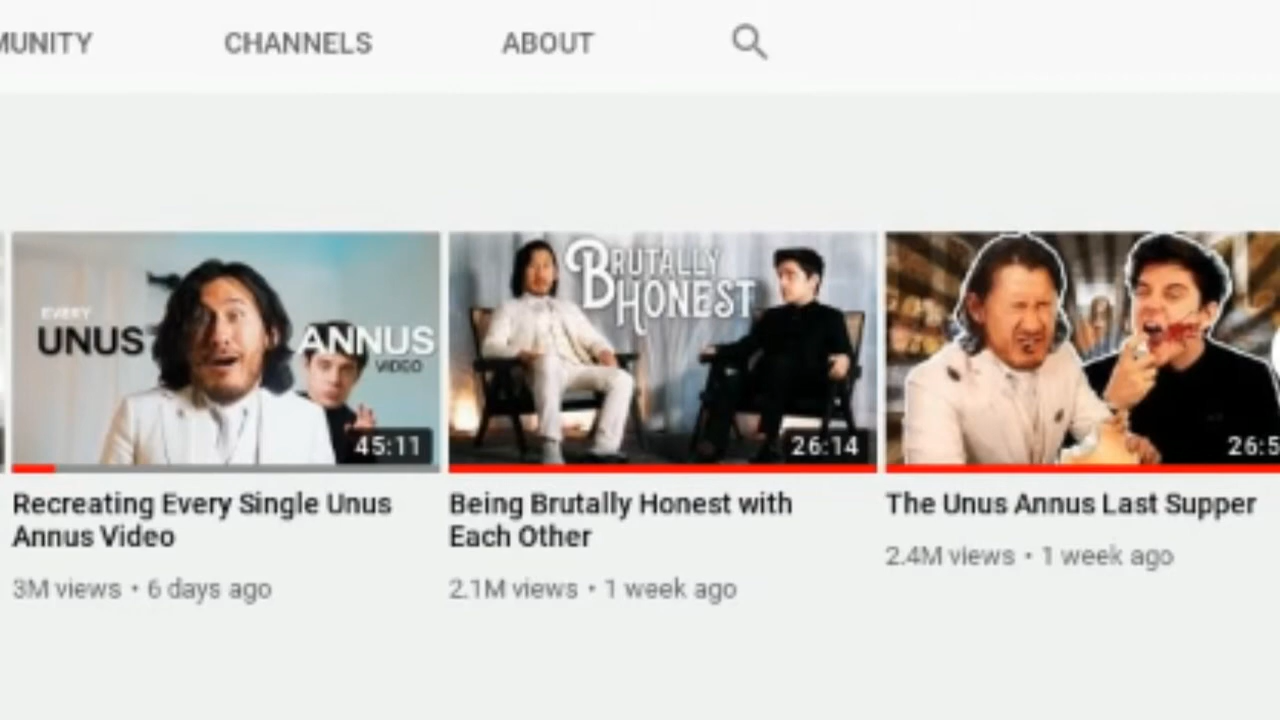 MUNITY
CHANNELS
ABOUT
EVERY
UNUS ANNUS
VIDEO
45:11
BRUTALLY
HONEST
26:14
26:5
Recreating Every Single Unus
Annus Video
3M views • 6 days ago
Being Brutally Honest with
Each Other
2.1M views • 1 week ago
The Unus Annus Last Supper
2.4M views • 1 week ago